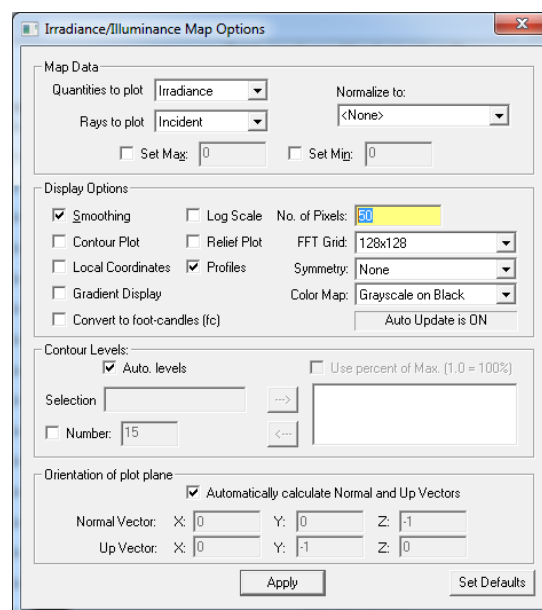 Irradiance/Illuminance Map Options
Map Data
Quantities to plot Irradiance Normalize to:
Rays to plot Incident <None>
Set Max: 0 Set Min: 0
Display Options
Smoothing Log Scale No. of Pixels: 50
Contour Plot Relief Plot FFT Grid: 128x128
Local Coordinates Profiles Symmetry: None
Gradient Display Color Map: Grayscale on Black
Convert to foot-candles (fc) Auto Update is ON
Contour Levels:
Auto. levels Use percent of Max. (1.0 = 100%)
Selection --->
Number: 15 <---
Orientation of plot plane
Automatically calculate Normal and Up Vectors
Normal Vector: X: 0 Y: 0 Z: -1
Up Vector: X: 0 Y: -1 Z: 0
Apply Set Defaults